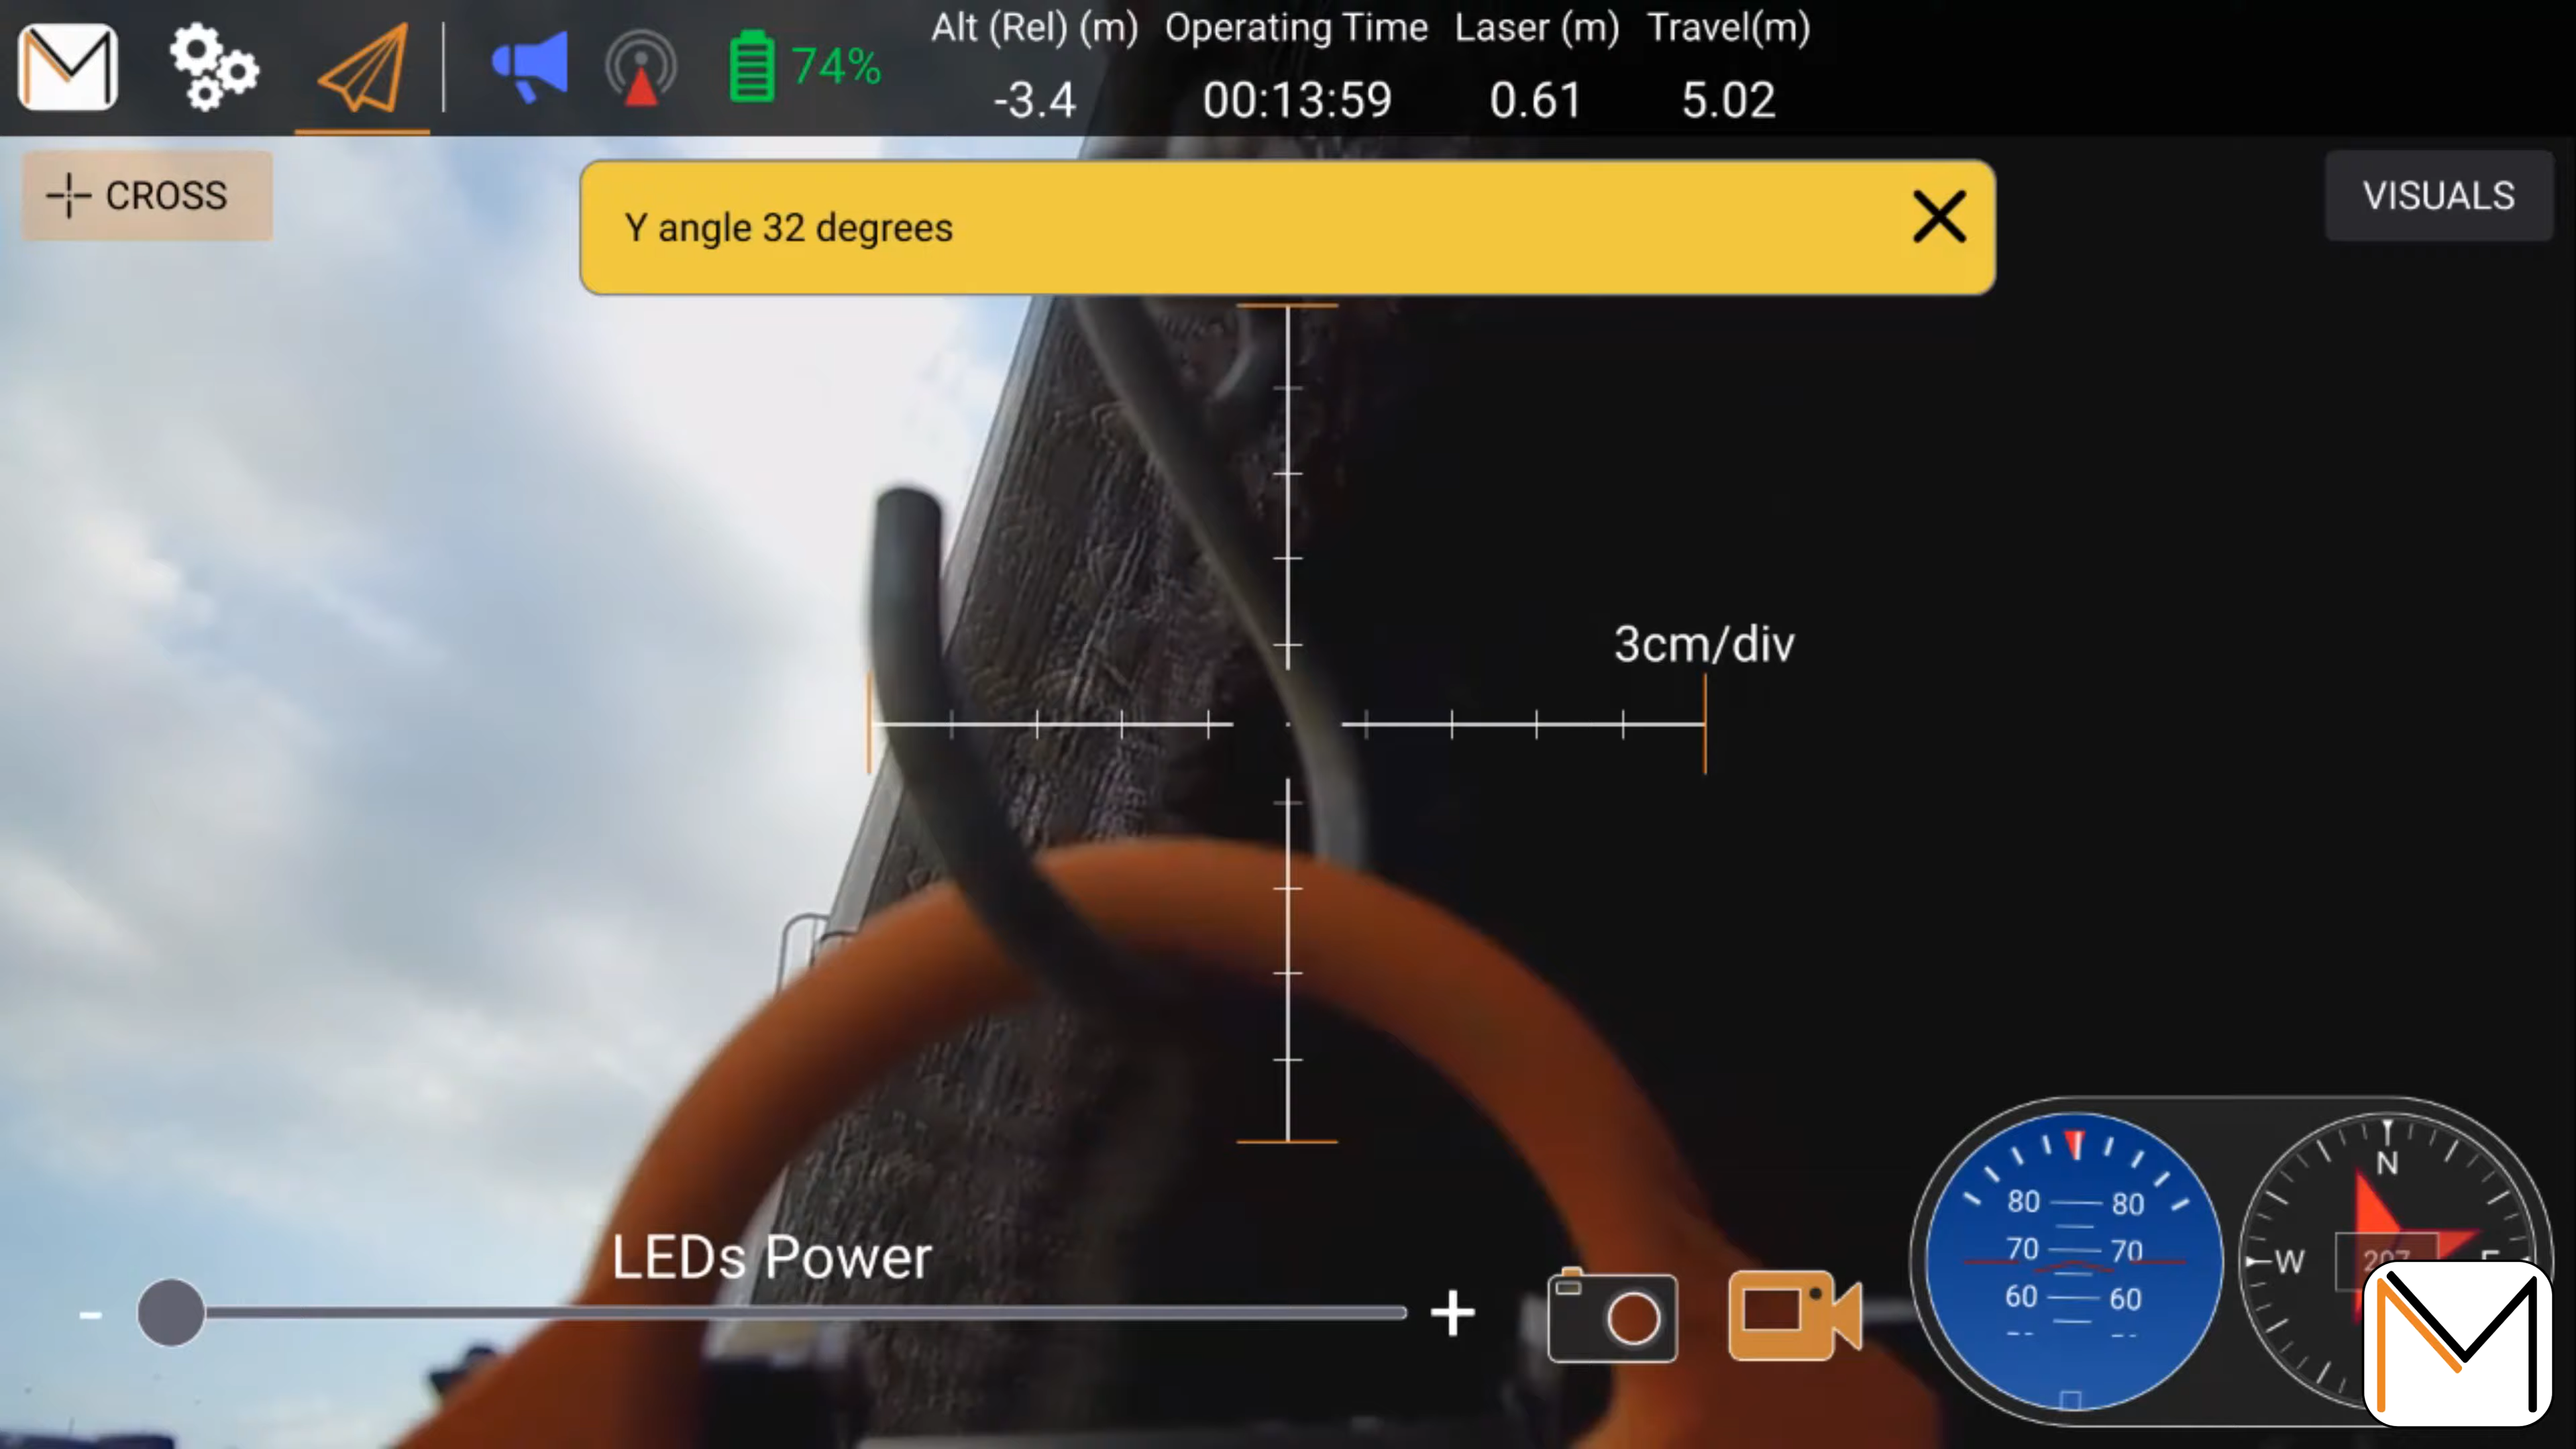 74%
Alt (Rel) (m) Operating Time Laser (m) Travel(m)
-3.4 00:13:59 0.61 5.02
CROSS
Y angle 32 degrees
VISUALS
3cm/div
LEDs Power
- +
80 80
70 70
60 60
-- --
N
W